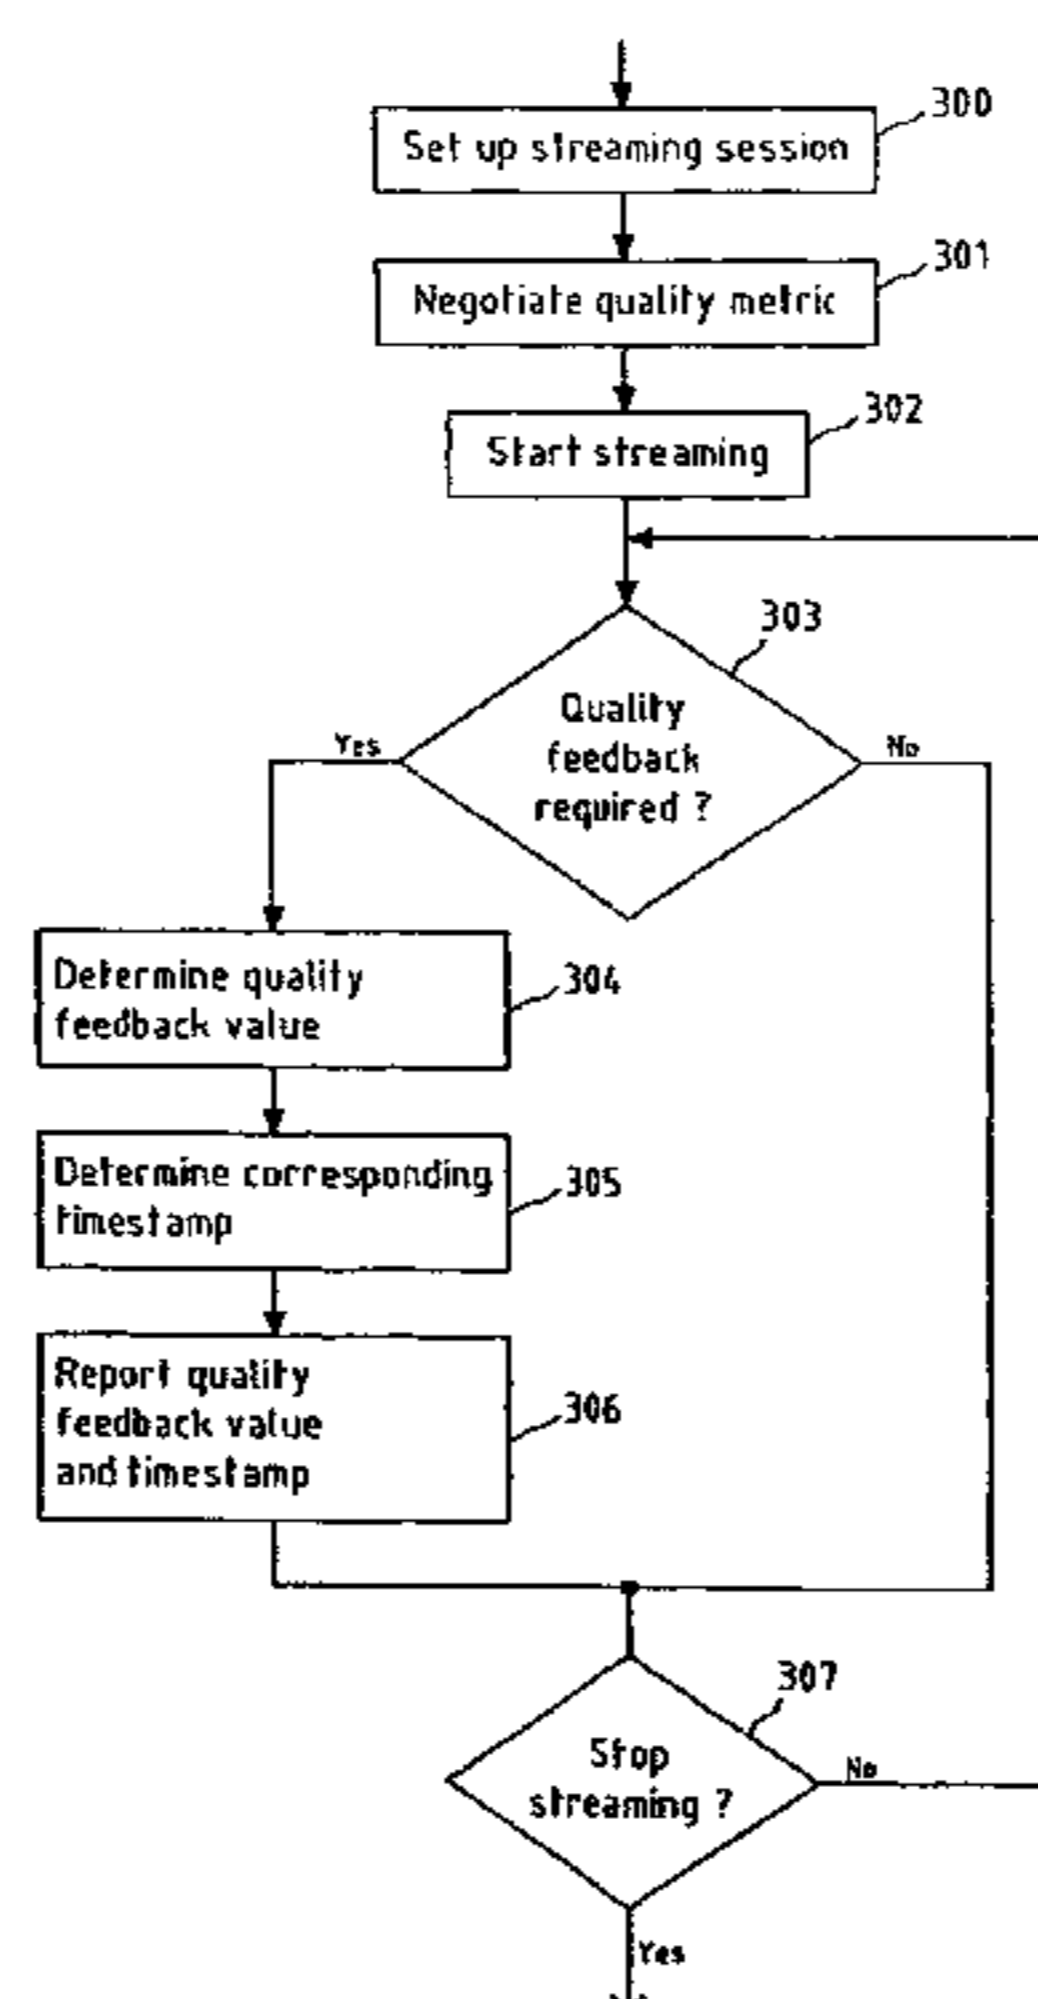 300
Set up streaming session
301
Negotiate quality metric
302
Start streaming
303
Quality
feedback
required ?
Yes
No
Determine quality
feedback value
304
Determine corresponding
timestamp
305
Report quality
feedback value
and timestamp
306
307
Stop
streaming ?
No
Yes